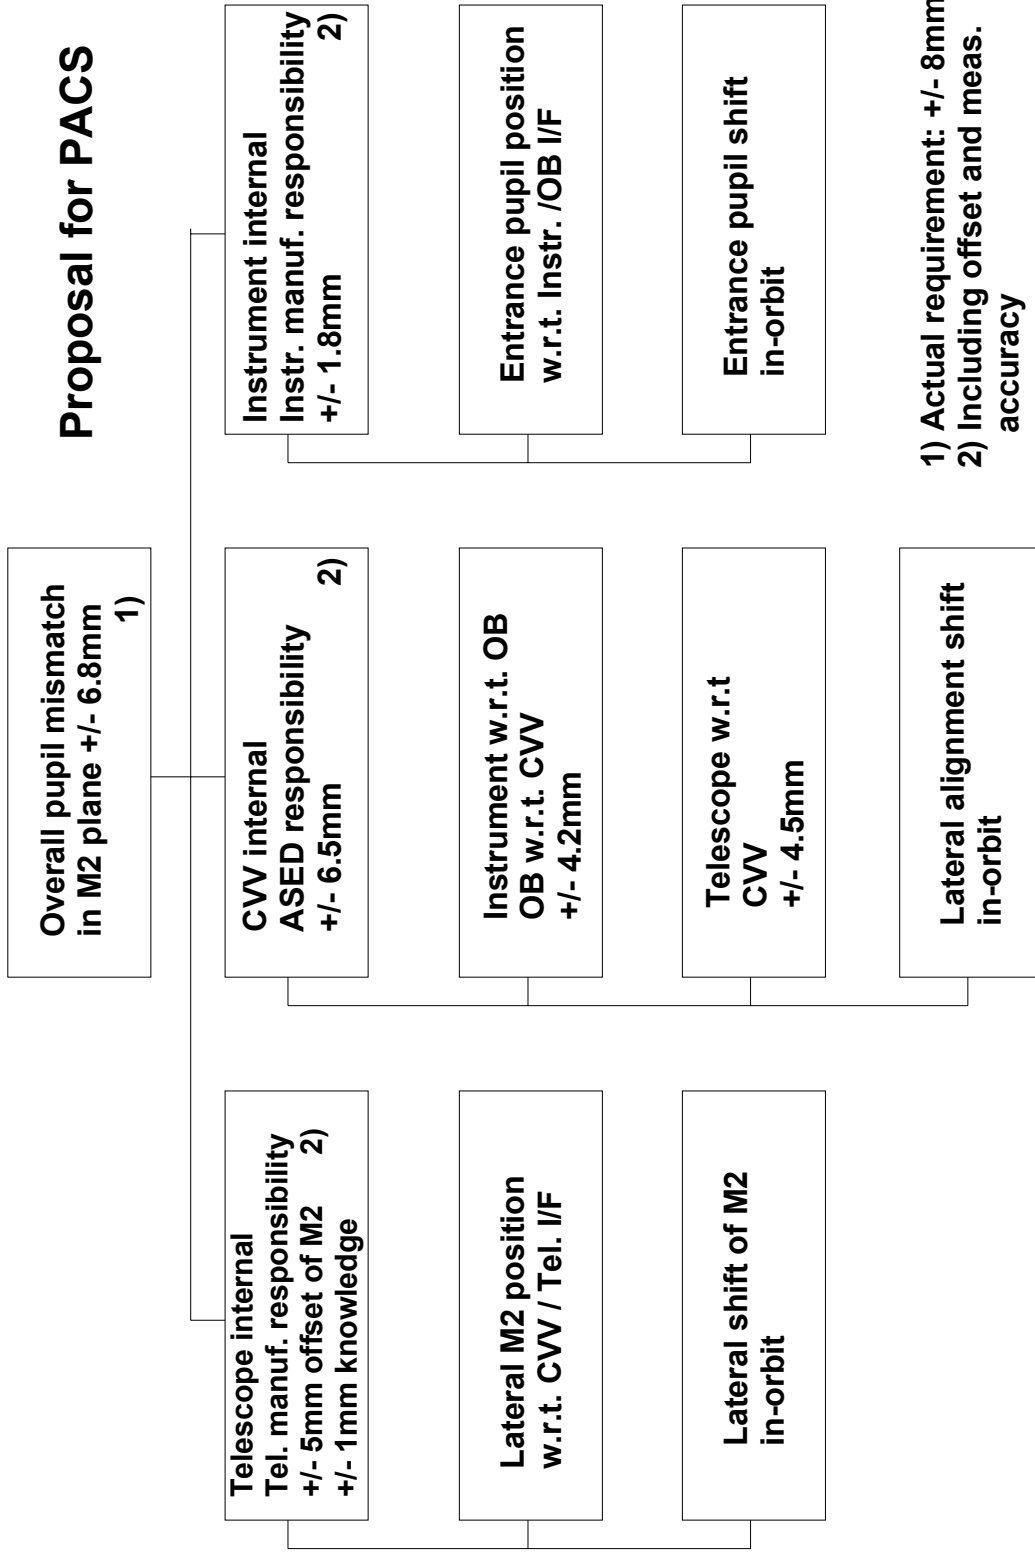 Proposal for PACS
Overall pupil mismatch
in M2 plane +/- 6.8mm
1)
Telescope internal
Tel. manuf. responsibility
+/- 5mm offset of M2 2)
+/- 1mm knowledge
Lateral M2 position
w.r.t. CVV / Tel. I/F
Lateral shift of M2
in-orbit
CVV internal
ASED responsibility
+/- 6.5mm 2)
Instrument w.r.t. OB
OB w.r.t. CVV
+/- 4.2mm
Telescope w.r.t
CVV
+/- 4.5mm
Lateral alignment shift
in-orbit
Instrument internal
Instr. manuf. responsibility
+/- 1.8mm 2)
Entrance pupil position
w.r.t. Instr. /OB I/F
Entrance pupil shift
in-orbit
1) Actual requirement: +/- 8mm
2) Including offset and meas.
accuracy